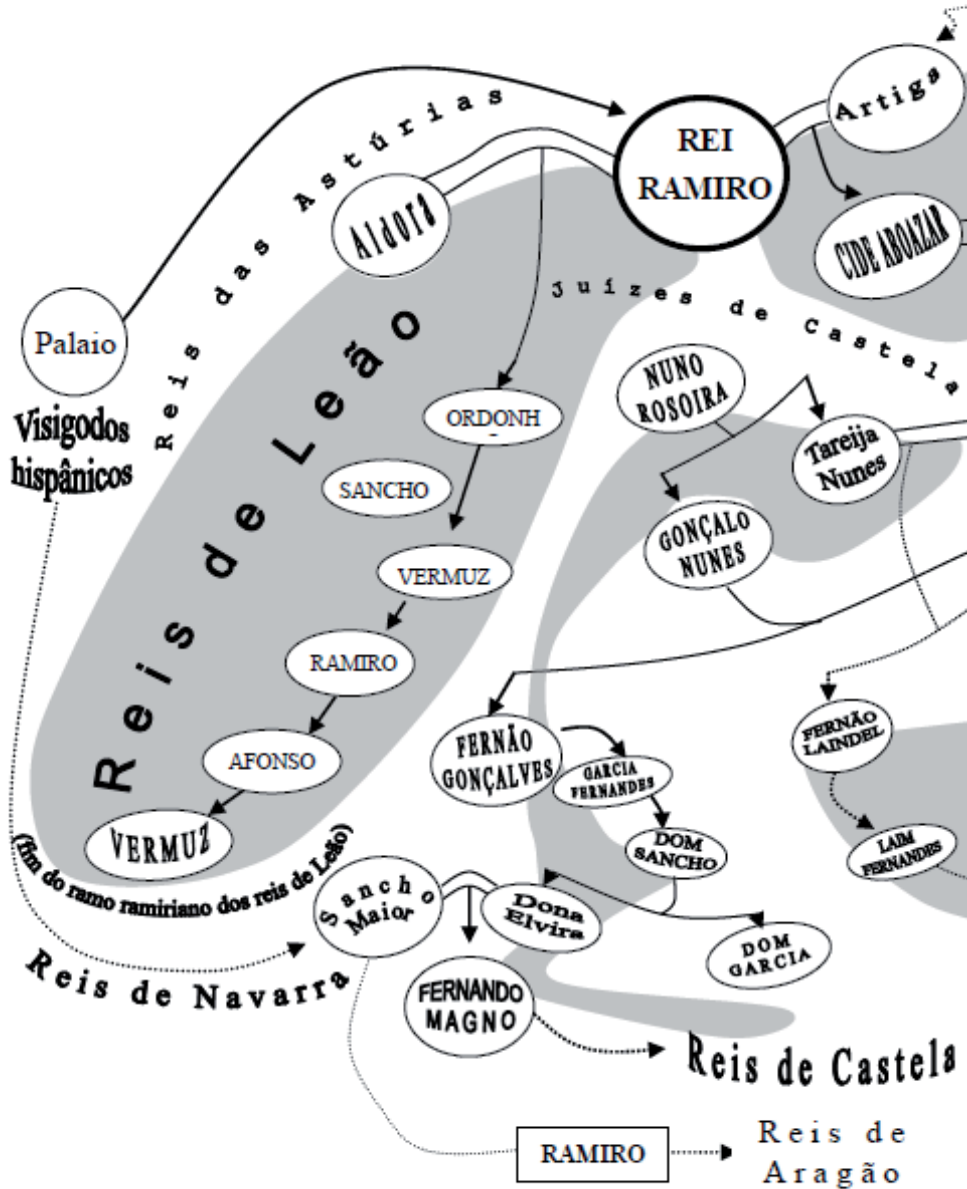 Artiga
Reis das Astúrias
REI
RAMIRO
Aldora
CIDE ABOAZAR
Juízes de Castela
Palaio
Visigodos
hispânicos
Reis de Leão
NUNO
ROSOIRA
ORDONH
Tareija
Nunes
SANCHO
GONÇALO
NUNES
VERMUZ
RAMIRO
FERNÃO
GONÇALVES
GARCIA
FERNANDES
FERNÃO
LAINDEL
AFONSO
VERMUZ
DOM
SANCHO
LAIM
FERNANDES
(fim do ramo ramiriano dos reis de Leão)
Sancho
Maior
Dona
Elvira
DOM
GARCIA
Reis de Navarra
FERNANDO
MAGNO
Reis de Castela
RAMIRO
Reis de
Aragão